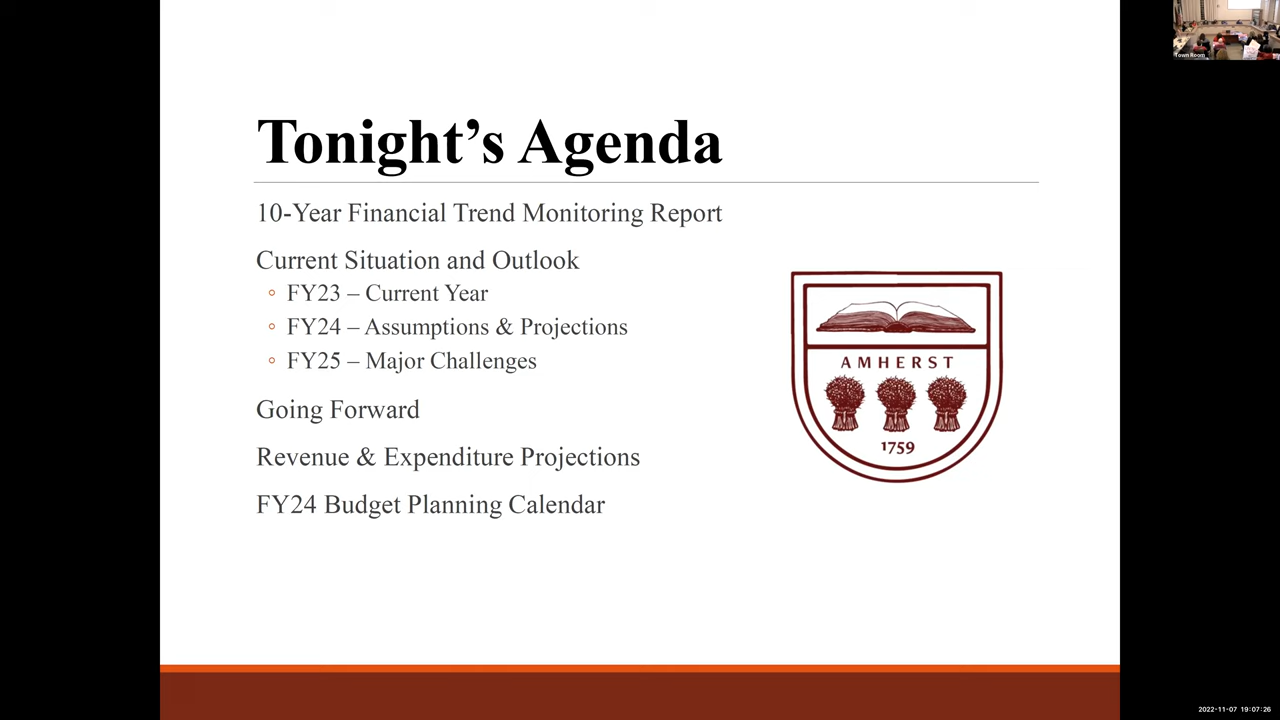 Town Room
Tonight's Agenda
10-Year Financial Trend Monitoring Report
Current Situation and Outlook
◦ FY23 – Current Year
◦ FY24 – Assumptions & Projections
◦ FY25 – Major Challenges
Going Forward
Revenue & Expenditure Projections
FY24 Budget Planning Calendar
AMHERST
1759
2022-11-07 19:07:26